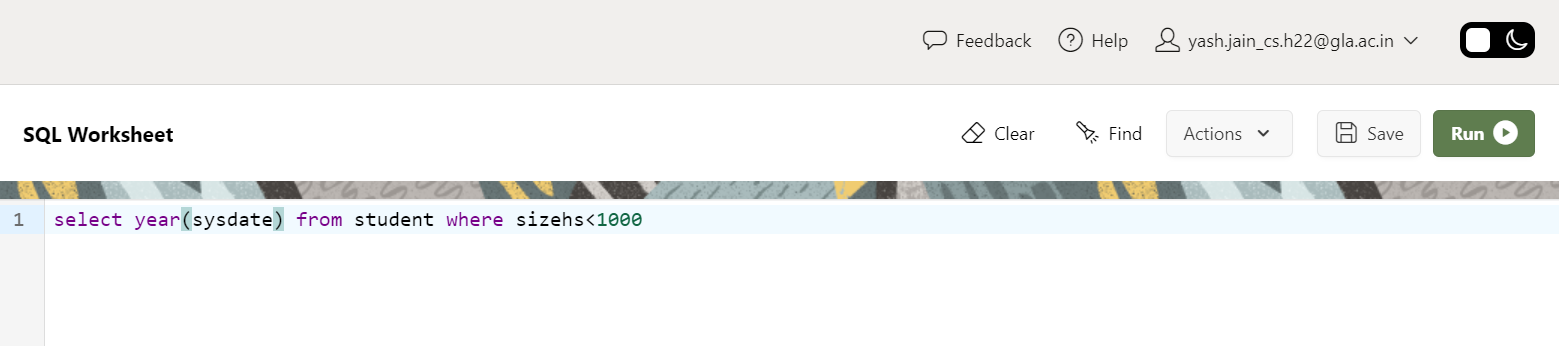 Feedback Help yash.jain_cs.h22@gla.ac.in
SQL Worksheet Clear Find Actions Save Run
1 select year(sysdate) from student where sizehs<1000